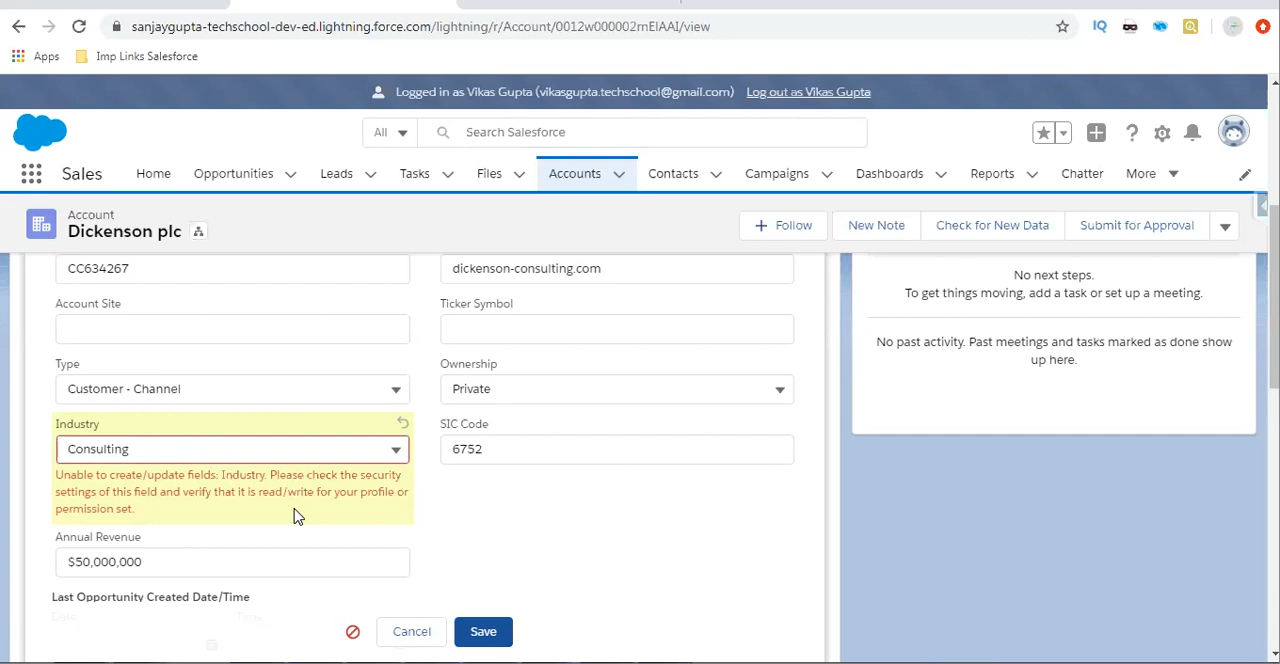 sanjaygupta-techschool-dev-ed.lightning.force.com/lightning/r/Account/0012w000002mElAAI/view
Apps Imp Links Salesforce
Logged in as Vikas Gupta (vikasgupta.techschool@gmail.com) Log out as Vikas Gupta
All Search Salesforce
Sales Home Opportunities Leads Tasks Files Accounts Contacts Campaigns Dashboards Reports Chatter More
Account
Dickenson plc
+ Follow New Note Check for New Data Submit for Approval
CC634267 dickenson-consulting.com
Account Site Ticker Symbol
Type Ownership
Customer - Channel Private
Industry SIC Code
Consulting 6752
Unable to create/update fields: Industry. Please check the security
settings of this field and verify that it is read/write for your profile or
permission set.
Annual Revenue
$50,000,000
Last Opportunity Created Date/Time
Date Time
Cancel Save
No next steps.
To get things moving, add a task or set up a meeting.
No past activity. Past meetings and tasks marked as done show
up here.